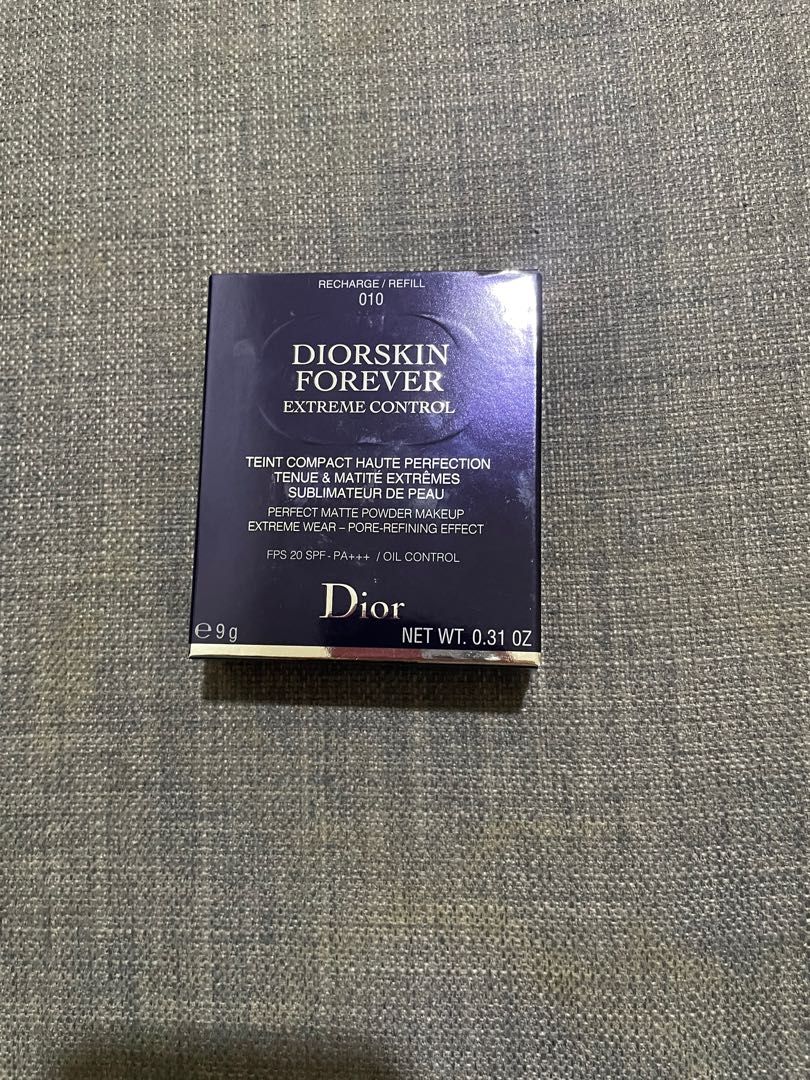 RECHARGE / REFILL
010
DIORSKIN
FOREVER
EXTREME CONTROL
TEINT COMPACT HAUTE PERFECTION
TENUE & MATITÉ EXTRÊMES
SUBLIMATEUR DE PEAU
PERFECT MATTE POWDER MAKEUP
EXTREME WEAR – PORE-REFINING EFFECT
FPS 20 SPF - PA+++ / OIL CONTROL
Dior
℮ 9 g NET WT. 0.31 OZ